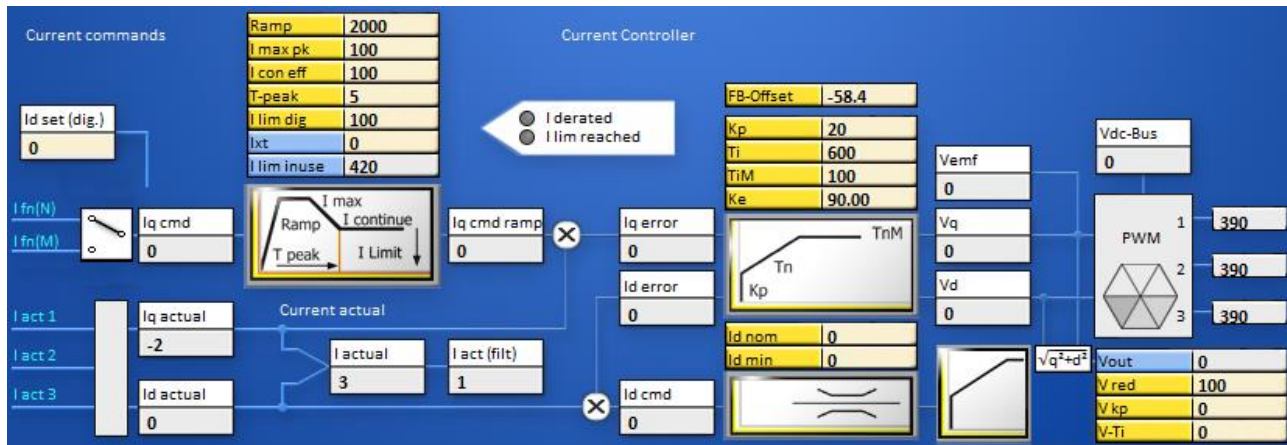 Current commands
Ramp 2000
I max pk 100
I con eff 100
T-peak 5
I lim dig 100
Ixt 0
I lim inuse 420
Current Controller
I derated
I lim reached
FB-Offset -58.4
Kp 20
Ti 600
TiM 100
Ke 90.00
Id set (dig.)
0
Vdc-Bus
0
I fn(N)
I fn(M)
Iq cmd
0
I max
Ramp I continue
T peak I Limit
Iq cmd ramp
0
Iq error
0
Id error
0
TnM
Tn
Kp
Vemf
0
Vq
0
Vd
0
PWM
1 390
2 390
3 390
I act 1
I act 2
I act 3
Iq actual
-2
Current actual
I actual
3
I act (filt)
1
Id actual
0
Id cmd
0
Id nom 0
Id min 0
√q²+d²
Vout 0
V red 100
V kp 0
V-Ti 0